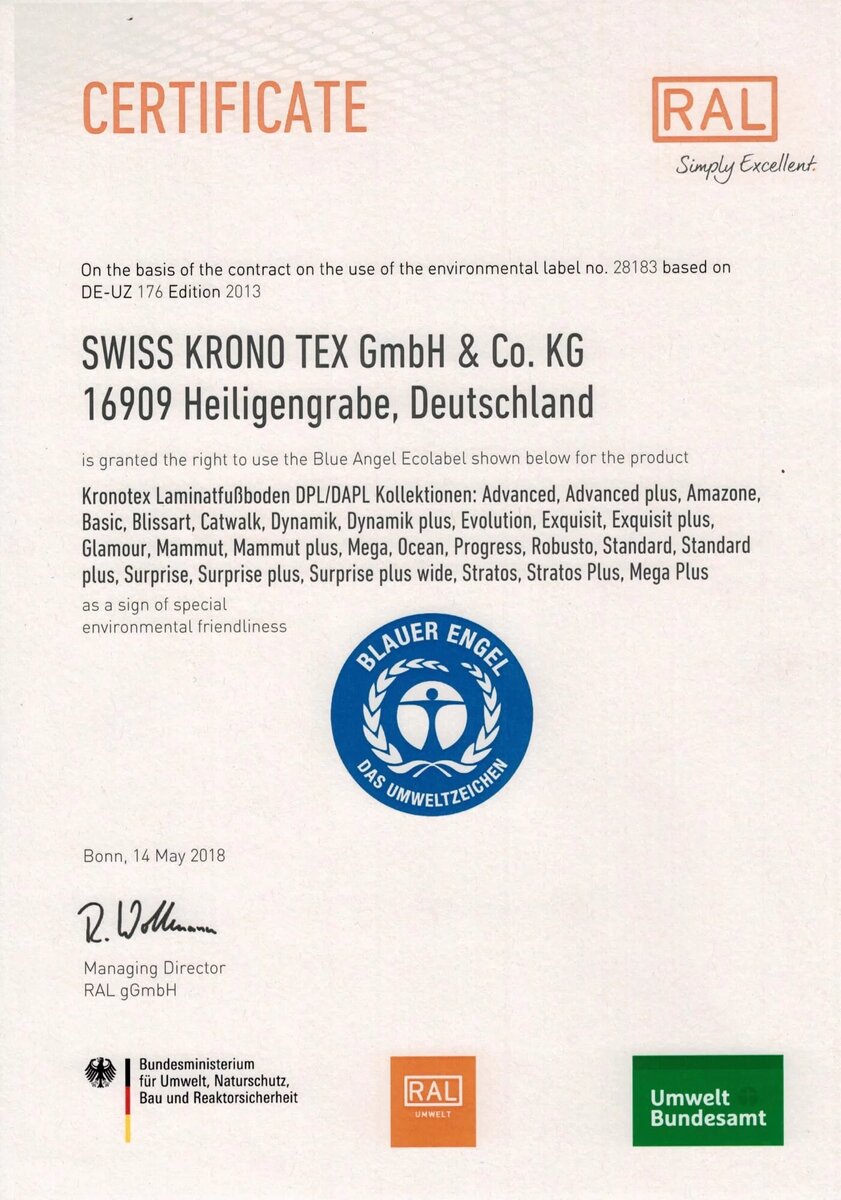 CERTIFICATE
RAL
Simply Excellent.
On the basis of the contract on the use of the environmental label no. 28183 based on
DE-UZ 176 Edition 2013
SWISS KRONO TEX GmbH & Co. KG
16909 Heiligengrabe, Deutschland
is granted the right to use the Blue Angel Ecolabel shown below for the product
Kronotex Laminatfußboden DPL/DAPL Kollektionen: Advanced, Advanced plus, Amazone,
Basic, Blissart, Catwalk, Dynamik, Dynamik plus, Evolution, Exquisit, Exquisit plus,
Glamour, Mammut, Mammut plus, Mega, Ocean, Progress, Robusto, Standard, Standard
plus, Surprise, Surprise plus, Surprise plus wide, Stratos, Stratos Plus, Mega Plus
as a sign of special
environmental friendliness
BLAUER ENGEL
DAS UMWELTZEICHEN
Bonn, 14 May 2018
R. Wollmann
Managing Director
RAL gGmbH
Bundesministerium
für Umwelt, Naturschutz,
Bau und Reaktorsicherheit
RAL
UMWELT
Umwelt
Bundesamt